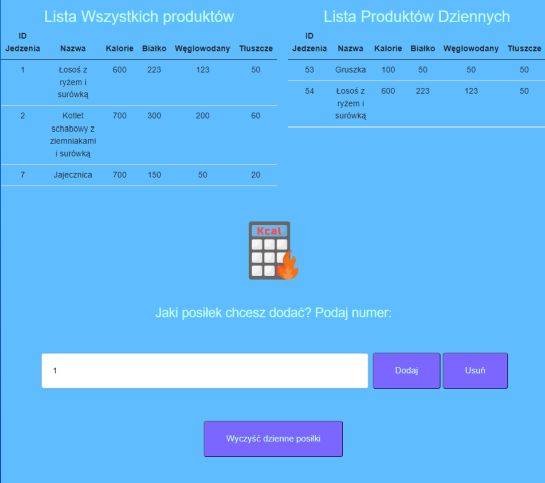 Lista Wszystkich produktów
ID Jedzenia Nazwa Kalorie Białko Węglowodany Tłuszcze
1 Łosoś z ryżem i surówką 600 223 123 50
2 Kotlet schabowy z ziemniakami i surówką 700 300 200 60
7 Jajecznica 700 150 50 20
Lista Produktów Dziennych
ID Jedzenia Nazwa Kalorie Białko Węglowodany Tłuszcze
53 Gruszka 100 50 50 50
54 Łosoś z ryżem i surówką 600 223 123 50
Kcal
Jaki posiłek chcesz dodać? Podaj numer:
1
Dodaj
Usuń
Wyczyść dzienne posiłki